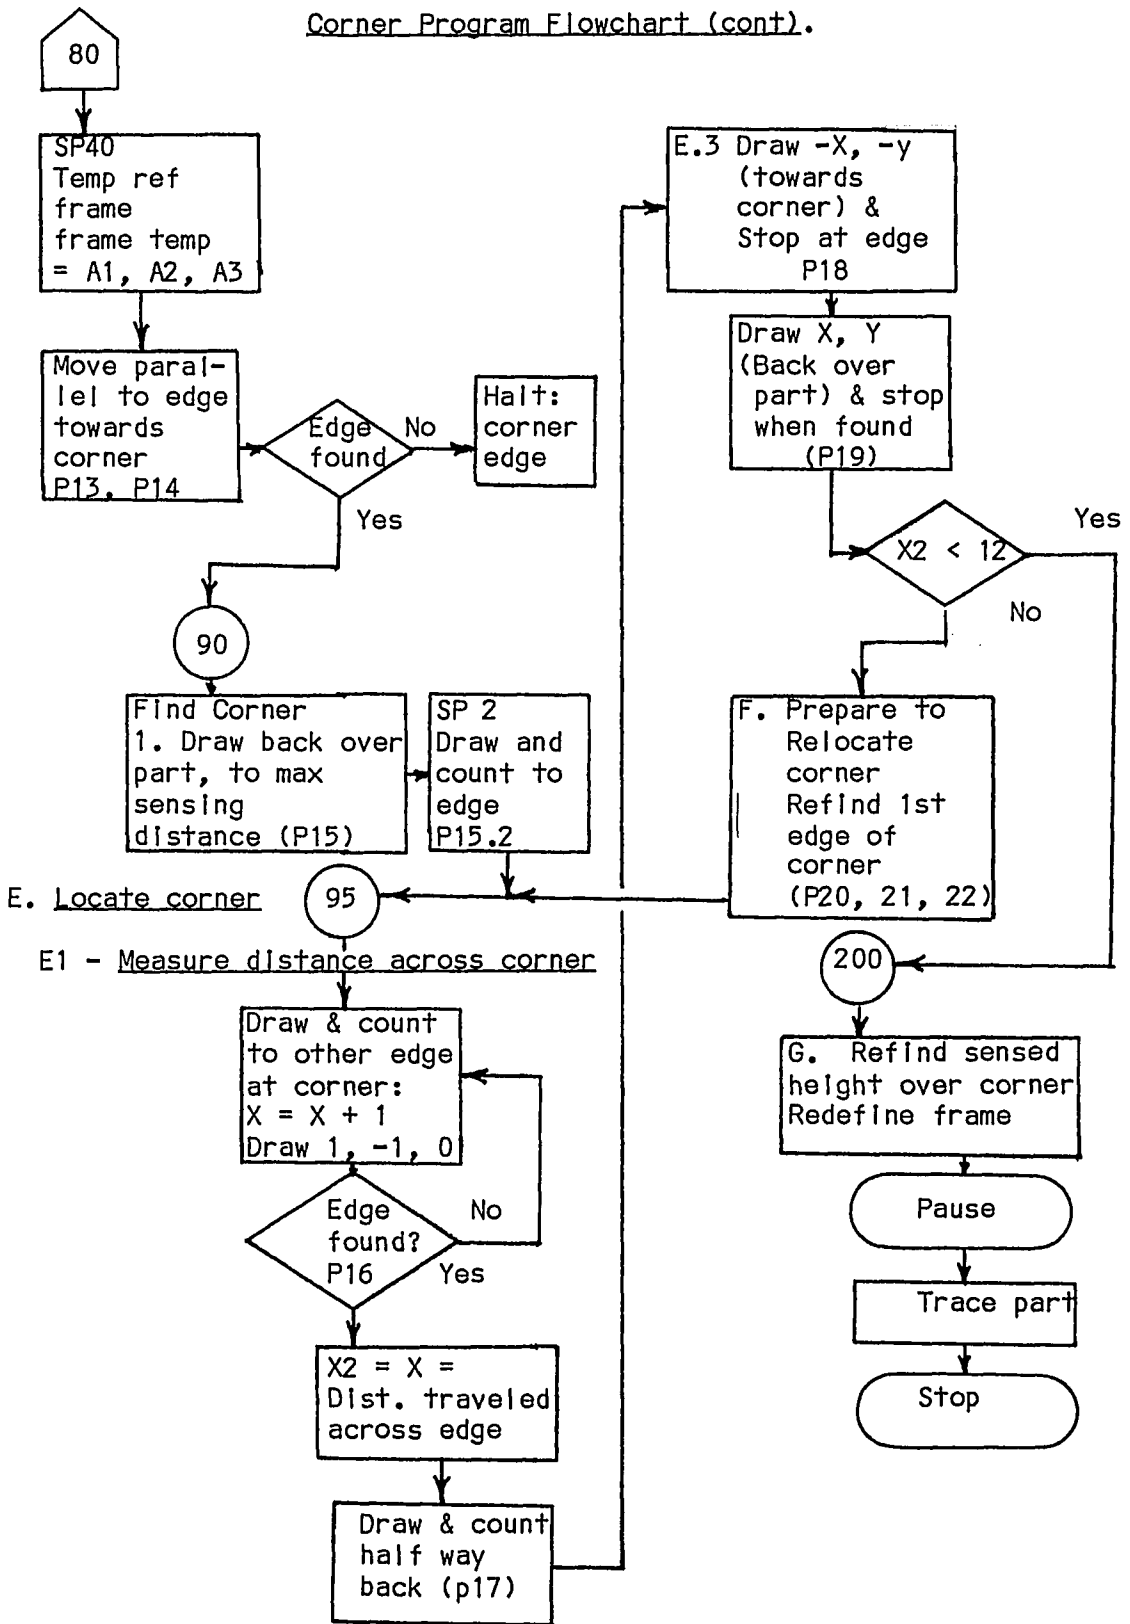 Corner Program Flowchart (cont).
80
SP40
Temp ref
frame
frame temp
= A1, A2, A3
Move paral-
lel to edge
towards
corner
P13, P14
Edge
found
No
Halt:
corner
edge
Yes
90
Find Corner
1. Draw back over
part, to max
sensing
distance (P15)
SP 2
Draw and
count to
edge
P15.2
E. Locate corner
95
E1 - Measure distance across corner
Draw & count
to other edge
at corner:
X = X + 1
Draw 1, -1, 0
Edge
found?
P16
No
Yes
X2 = X =
Dist. traveled
across edge
Draw & count
half way
back (p17)
E.3 Draw -X, -y
(towards
corner) &
Stop at edge
P18
Draw X, Y
(Back over
part) & stop
when found
(P19)
X2 < 12
Yes
No
F. Prepare to
Relocate
corner
Refind 1st
edge of
corner
(P20, 21, 22)
200
G. Refind sensed
height over corner
Redefine frame
Pause
Trace part
Stop